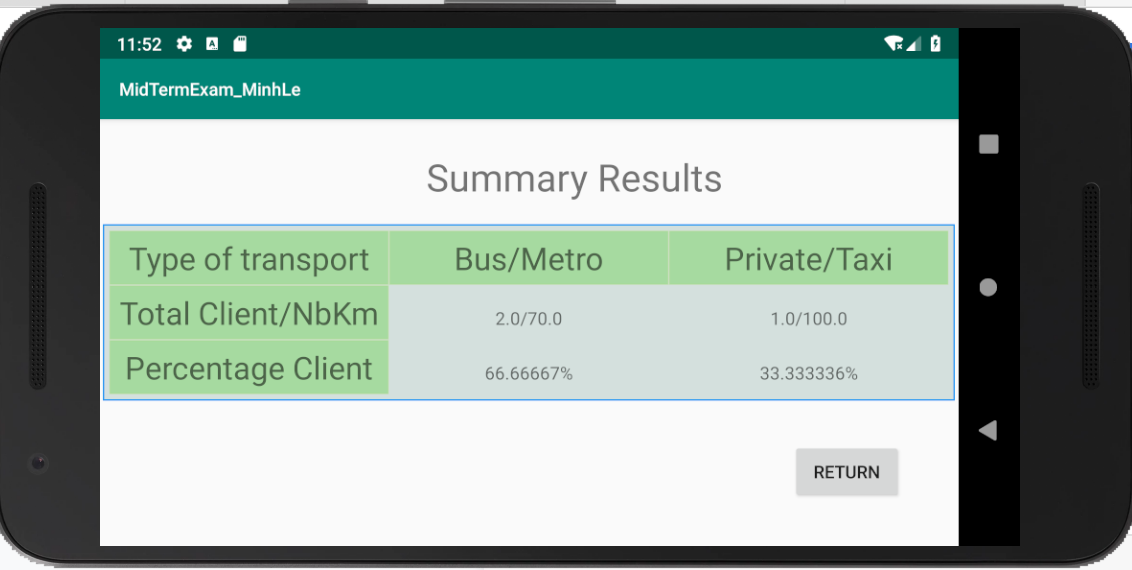 11:52
MidTermExam_MinhLe
Summary Results
Type of transport Bus/Metro Private/Taxi
Total Client/NbKm 2.0/70.0 1.0/100.0
Percentage Client 66.66667% 33.333336%
RETURN